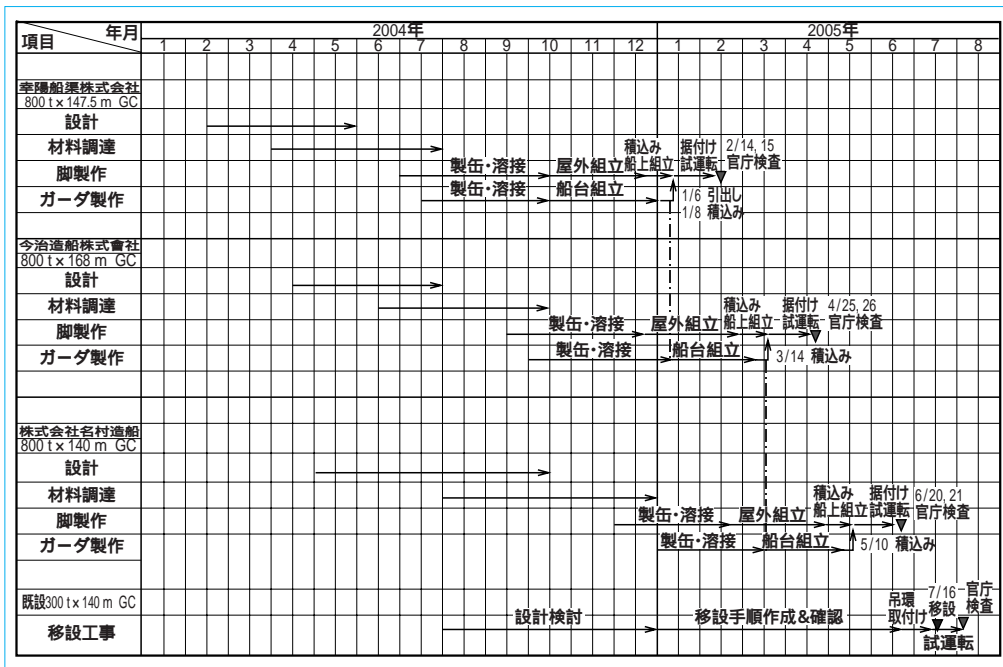 年月
項目
2004年
2005年
1 2 3 4 5 6 7 8 9 10 11 12 1 2 3 4 5 6 7 8
幸陽船渠株式会社
800 t × 147.5 m GC
設計
材料調達
積込み 据付け 2/14, 15
脚製作
製缶・溶接 屋外組立 船上組立 試運転 官庁検査
ガーダ製作
製缶・溶接 船台組立
1/6 引出し
1/8 積込み
今治造船株式會社
800 t × 168 m GC
設計
材料調達
積込み 据付け 4/25, 26
脚製作
製缶・溶接 屋外組立 船上組立 試運転 官庁検査
ガーダ製作
製缶・溶接 船台組立 3/14 積込み
株式会社名村造船
800 t × 140 m GC
設計
材料調達
積込み 据付け 6/20, 21
脚製作
製缶・溶接 屋外組立 船上組立 試運転 官庁検査
ガーダ製作
製缶・溶接 船台組立 5/10 積込み
既設300 t × 140 m GC
移設工事
設計検討 移設手順作成&確認
吊環
取付け
7/16
移設
官庁
検査
試運転